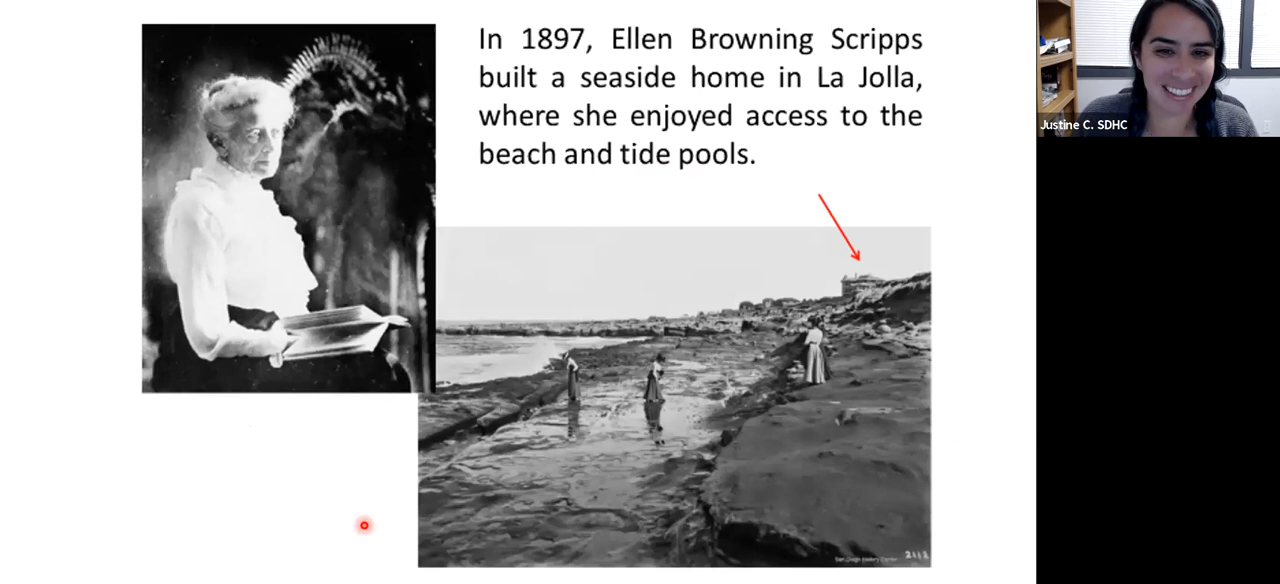 In 1897, Ellen Browning Scripps
built a seaside home in La Jolla,
where she enjoyed access to the
beach and tide pools.
Justine C. SDHC
San Diego History Center